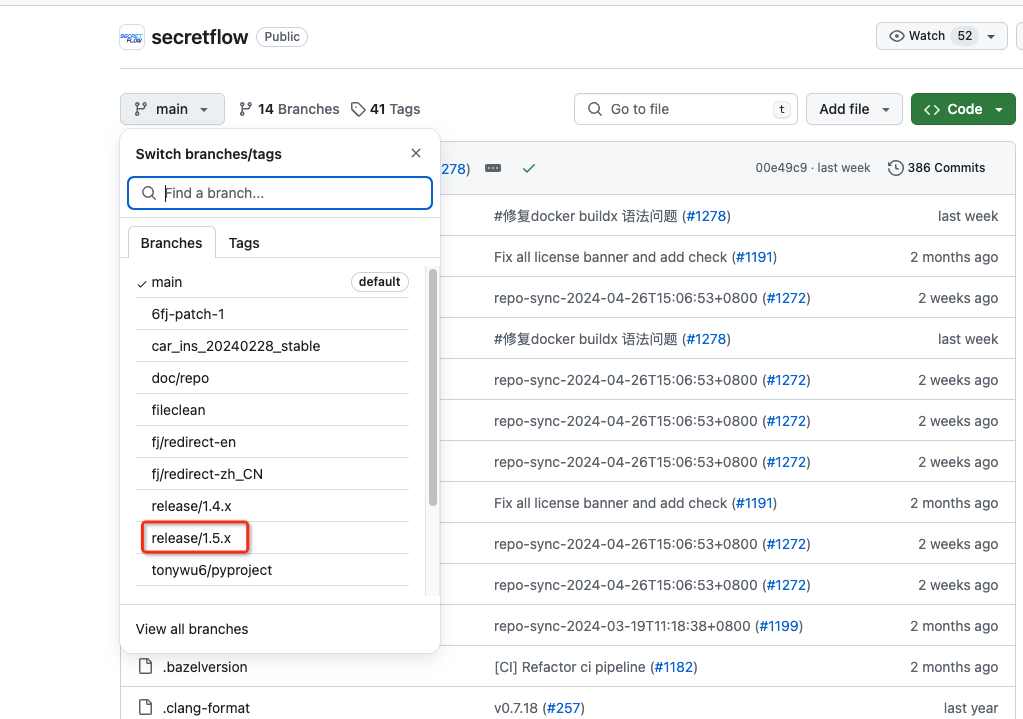 SECRET FLOW secretflow Public Watch 52
main 14 Branches 41 Tags Go to file t Add file Code
Switch branches/tags
278) 00e49c9 · last week 386 Commits
Find a branch...
Branches Tags
main default
6fj-patch-1
car_ins_20240228_stable
doc/repo
fileclean
fj/redirect-en
fj/redirect-zh_CN
release/1.4.x
release/1.5.x
tonywu6/pyproject
View all branches
#修复docker buildx 语法问题 (#1278) last week
Fix all license banner and add check (#1191) 2 months ago
repo-sync-2024-04-26T15:06:53+0800 (#1272) 2 weeks ago
#修复docker buildx 语法问题 (#1278) last week
repo-sync-2024-04-26T15:06:53+0800 (#1272) 2 weeks ago
repo-sync-2024-04-26T15:06:53+0800 (#1272) 2 weeks ago
repo-sync-2024-04-26T15:06:53+0800 (#1272) 2 weeks ago
Fix all license banner and add check (#1191) 2 months ago
repo-sync-2024-04-26T15:06:53+0800 (#1272) 2 weeks ago
repo-sync-2024-04-26T15:06:53+0800 (#1272) 2 weeks ago
repo-sync-2024-03-19T11:18:38+0800 (#1199) 2 months ago
.bazelversion [CI] Refactor ci pipeline (#1182) 2 months ago
.clang-format v0.7.18 (#257) last year